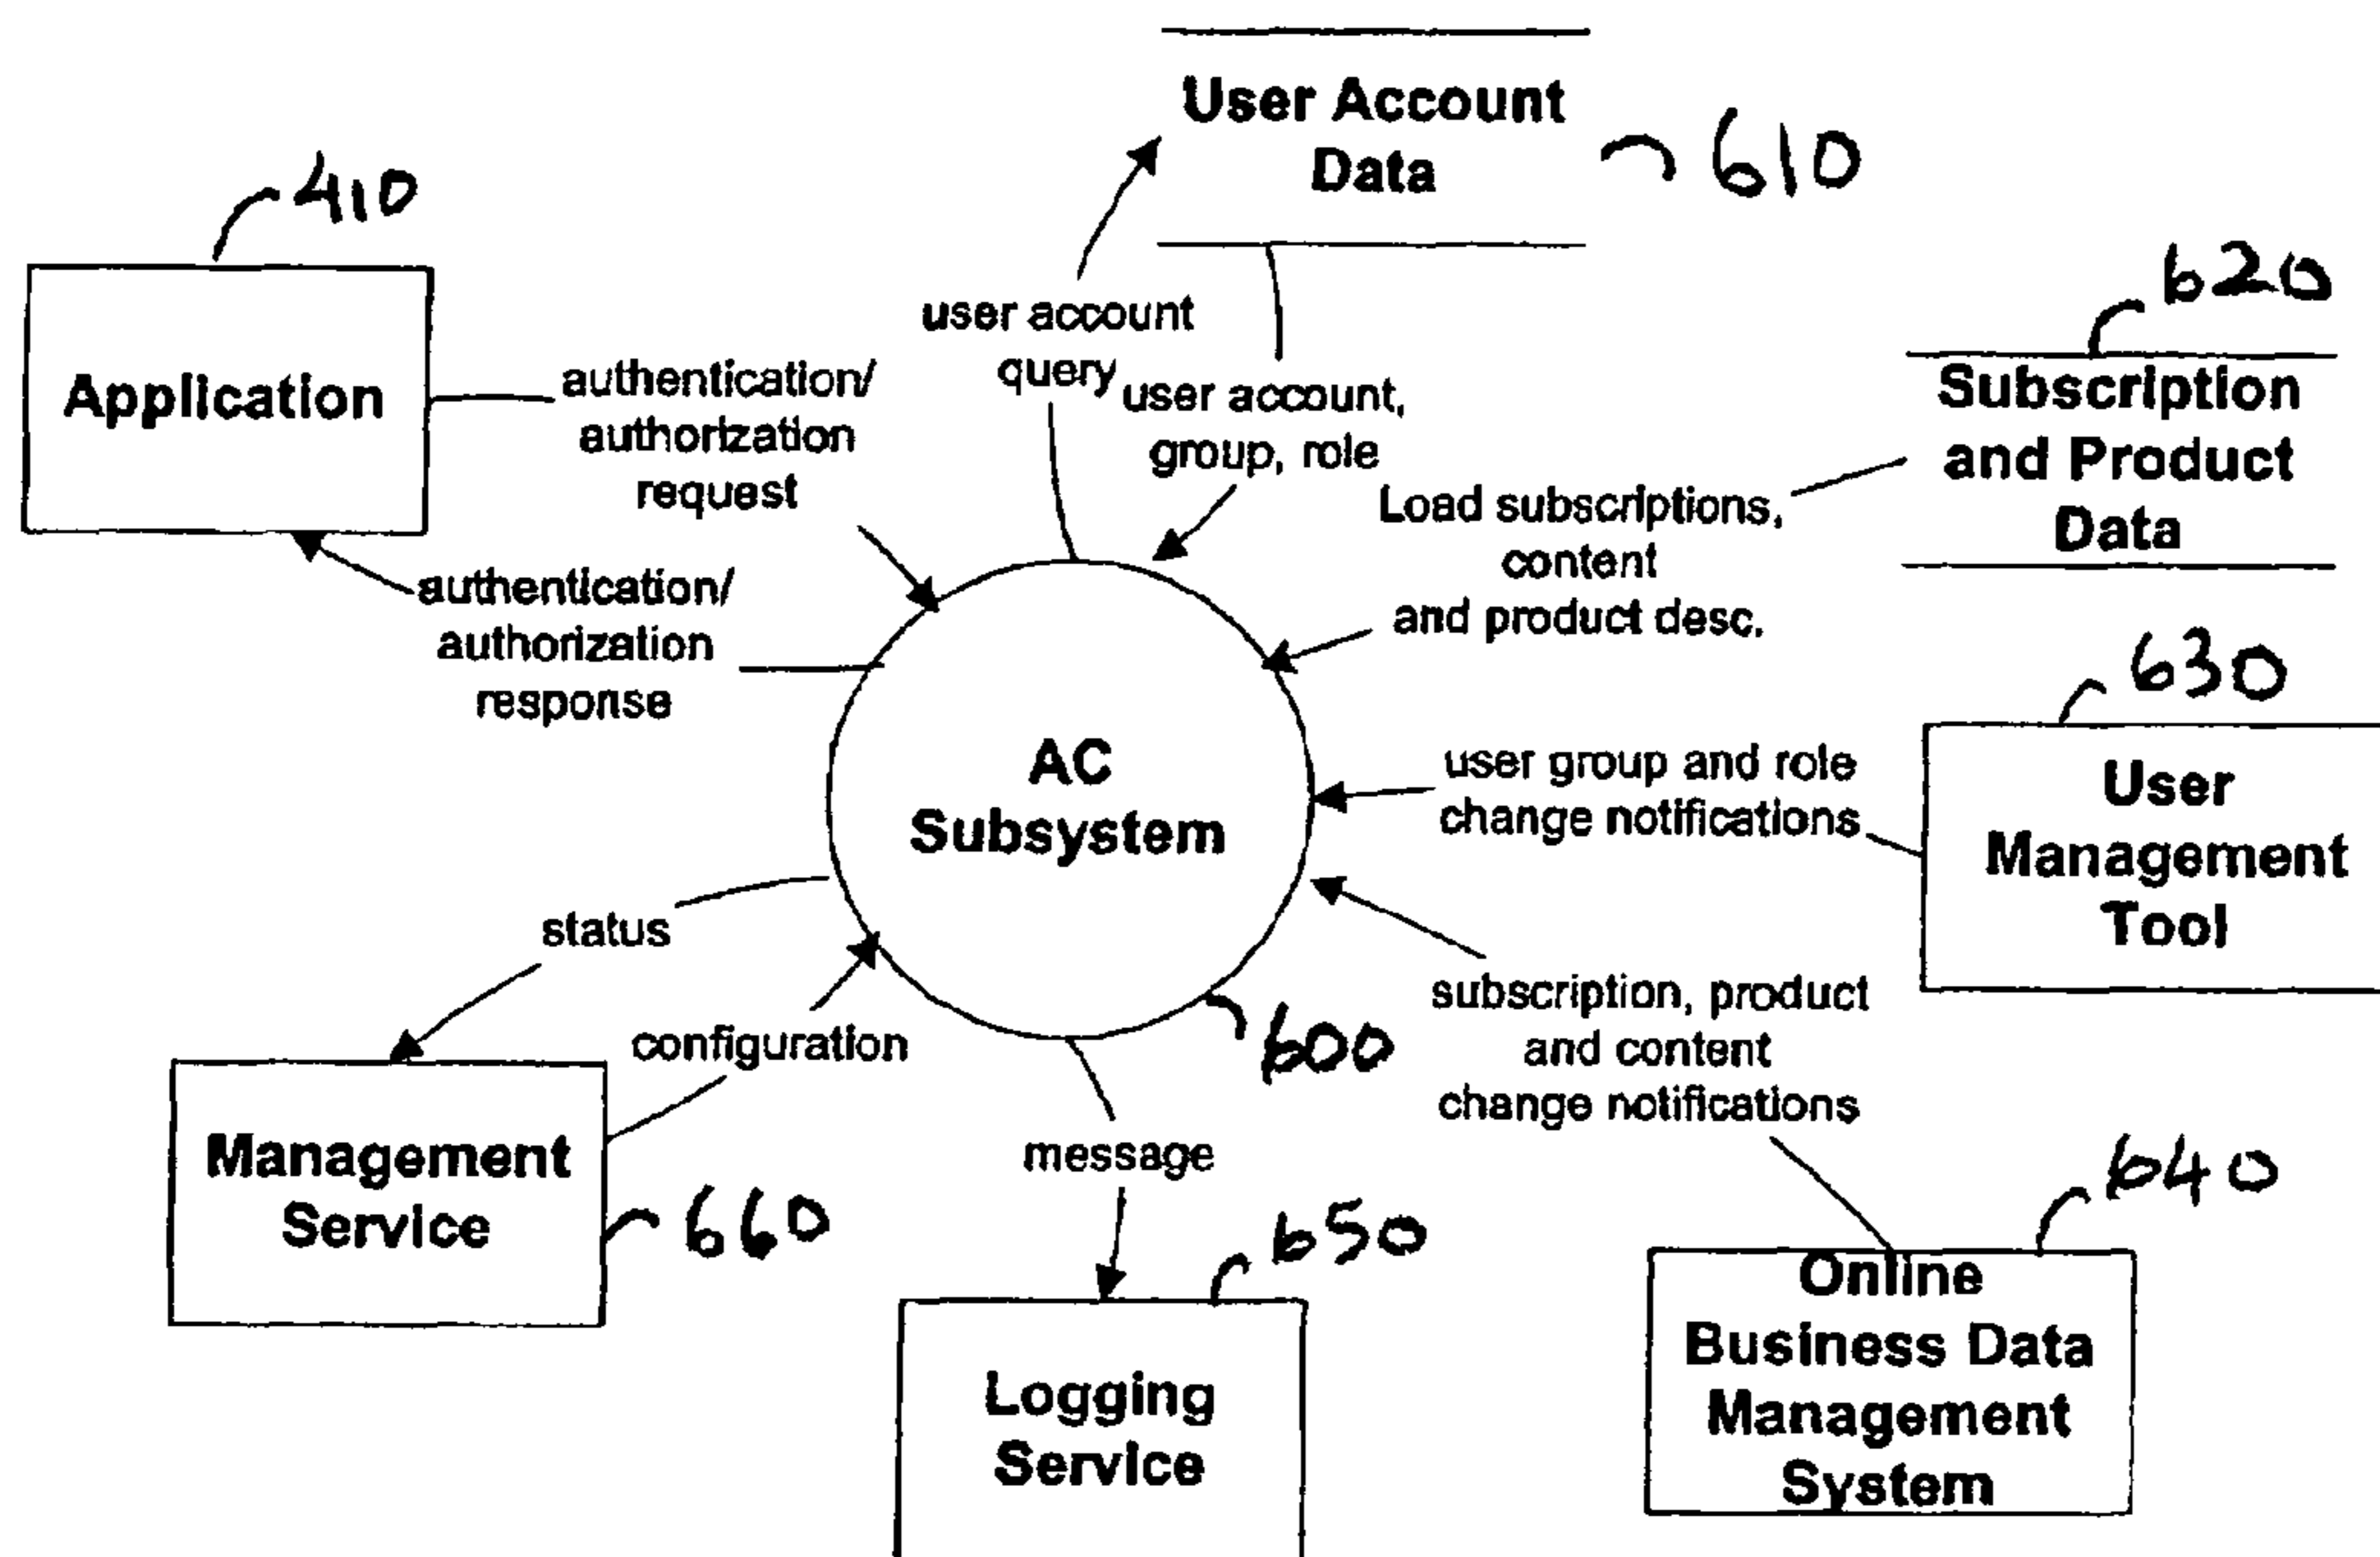 User Account
Data
610
410
620
Application
user account
query
authentication/
authorization
request
user account,
group, role
Subscription
and Product
Data
Load subscriptions,
content
and product desc.
authentication/
authorization
response
630
AC
Subsystem
user group and role
change notifications
User
Management
Tool
status
configuration
600
subscription, product
and content
change notifications
Management
Service
660
message
650
640
Logging
Service
Online
Business Data
Management
System